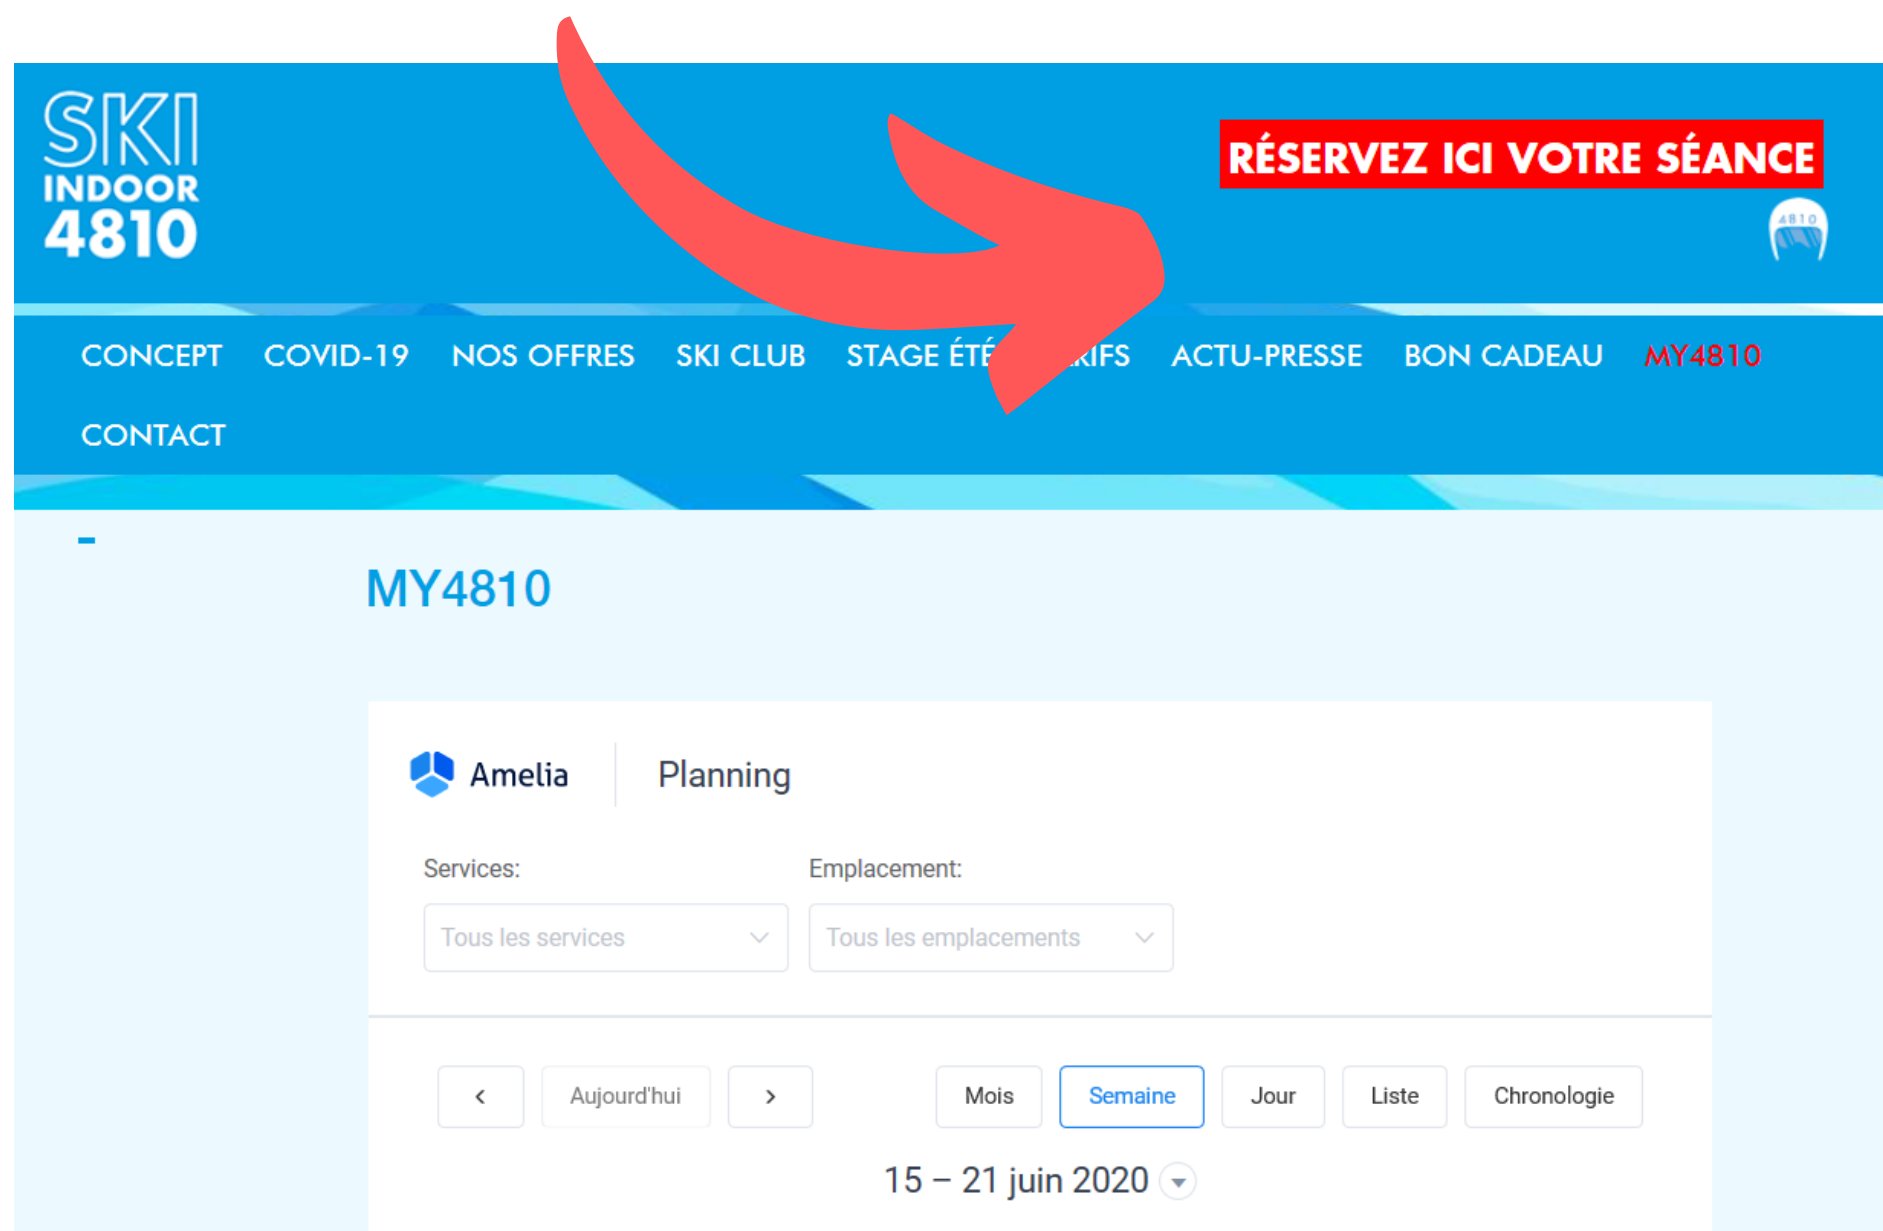 SKI
INDOOR
4810
RÉSERVEZ ICI VOTRE SÉANCE
4810
CONCEPT COVID-19 NOS OFFRES SKI CLUB STAGE ÉTÉ ACTU-PRESSE BON CADEAU MY4810
CONTACT
MY4810
Amelia Planning
Services: Emplacement:
Tous les services Tous les emplacements
< Aujourd'hui > Mois Semaine Jour Liste Chronologie
15 – 21 juin 2020